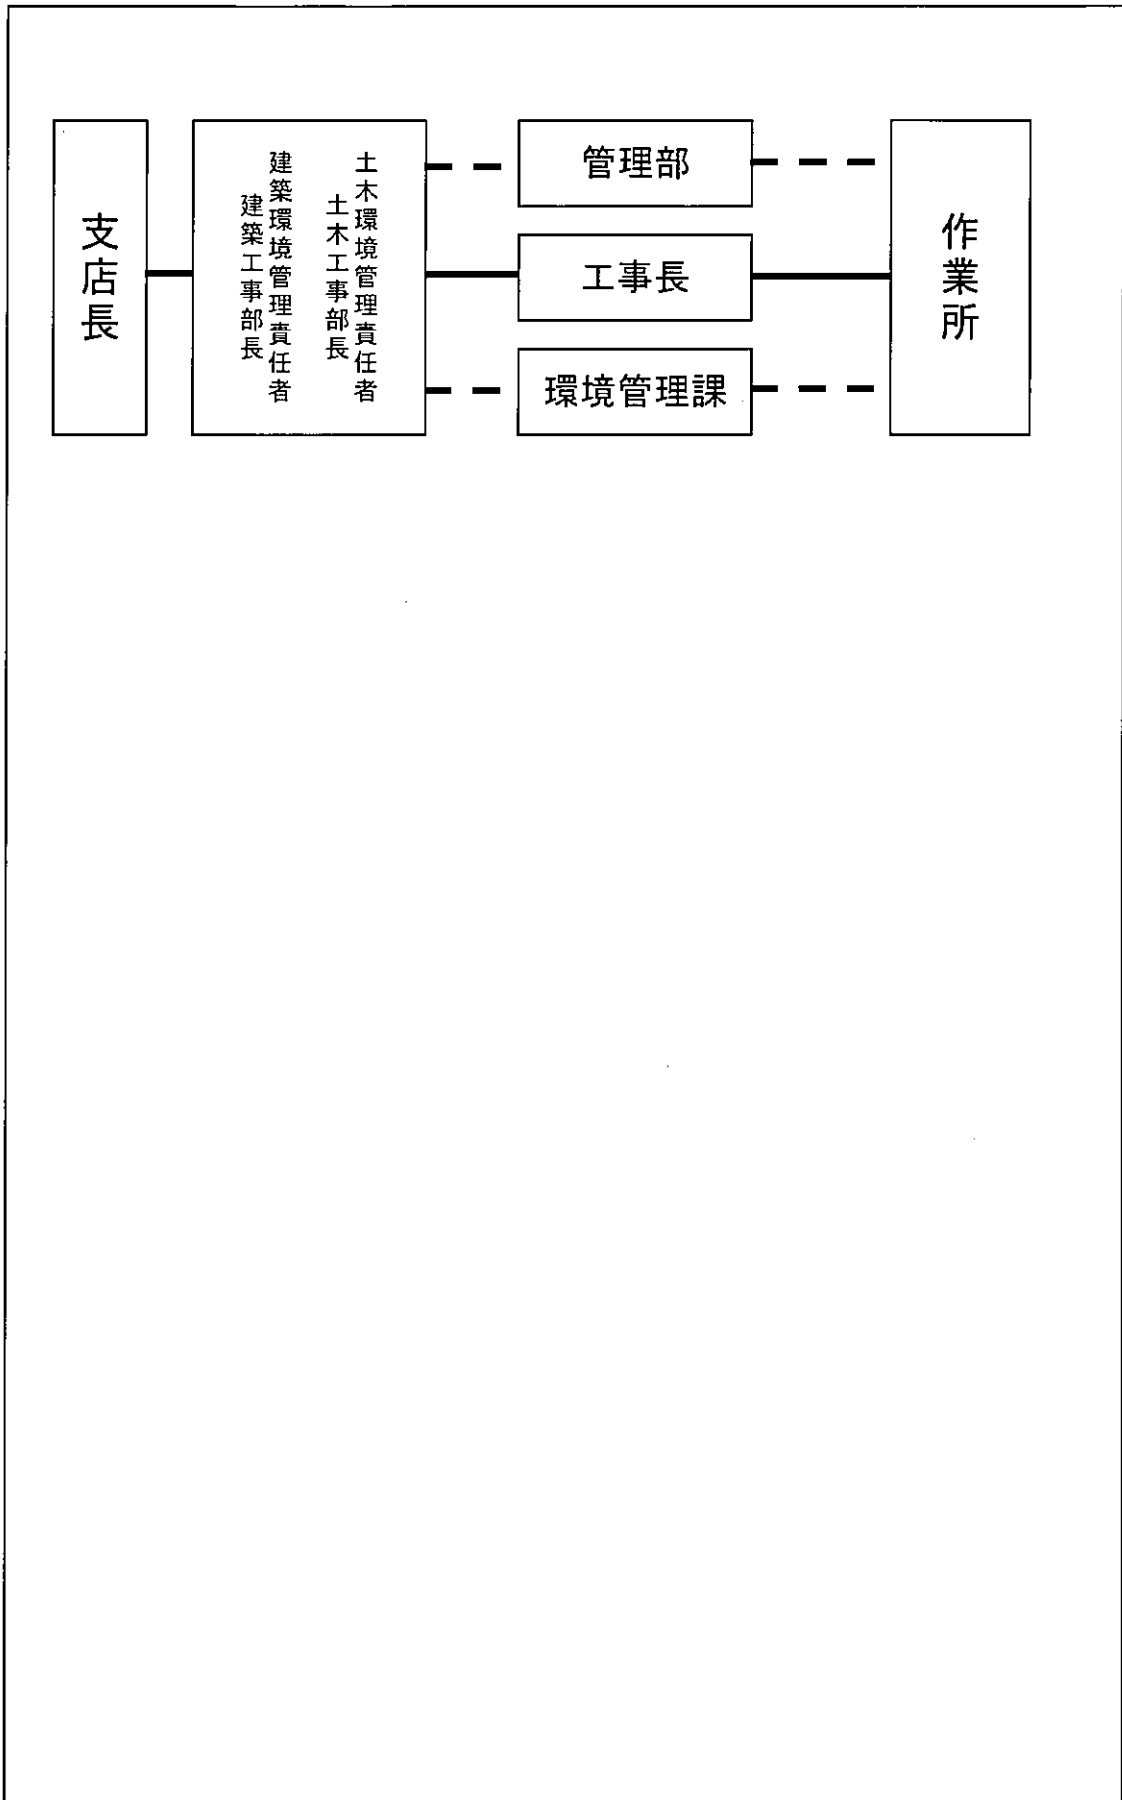 支店長
土木環境管理責任者
土木工事部長
建築環境管理責任者
建築工事部長
管理部
工事長
環境管理課
作業所